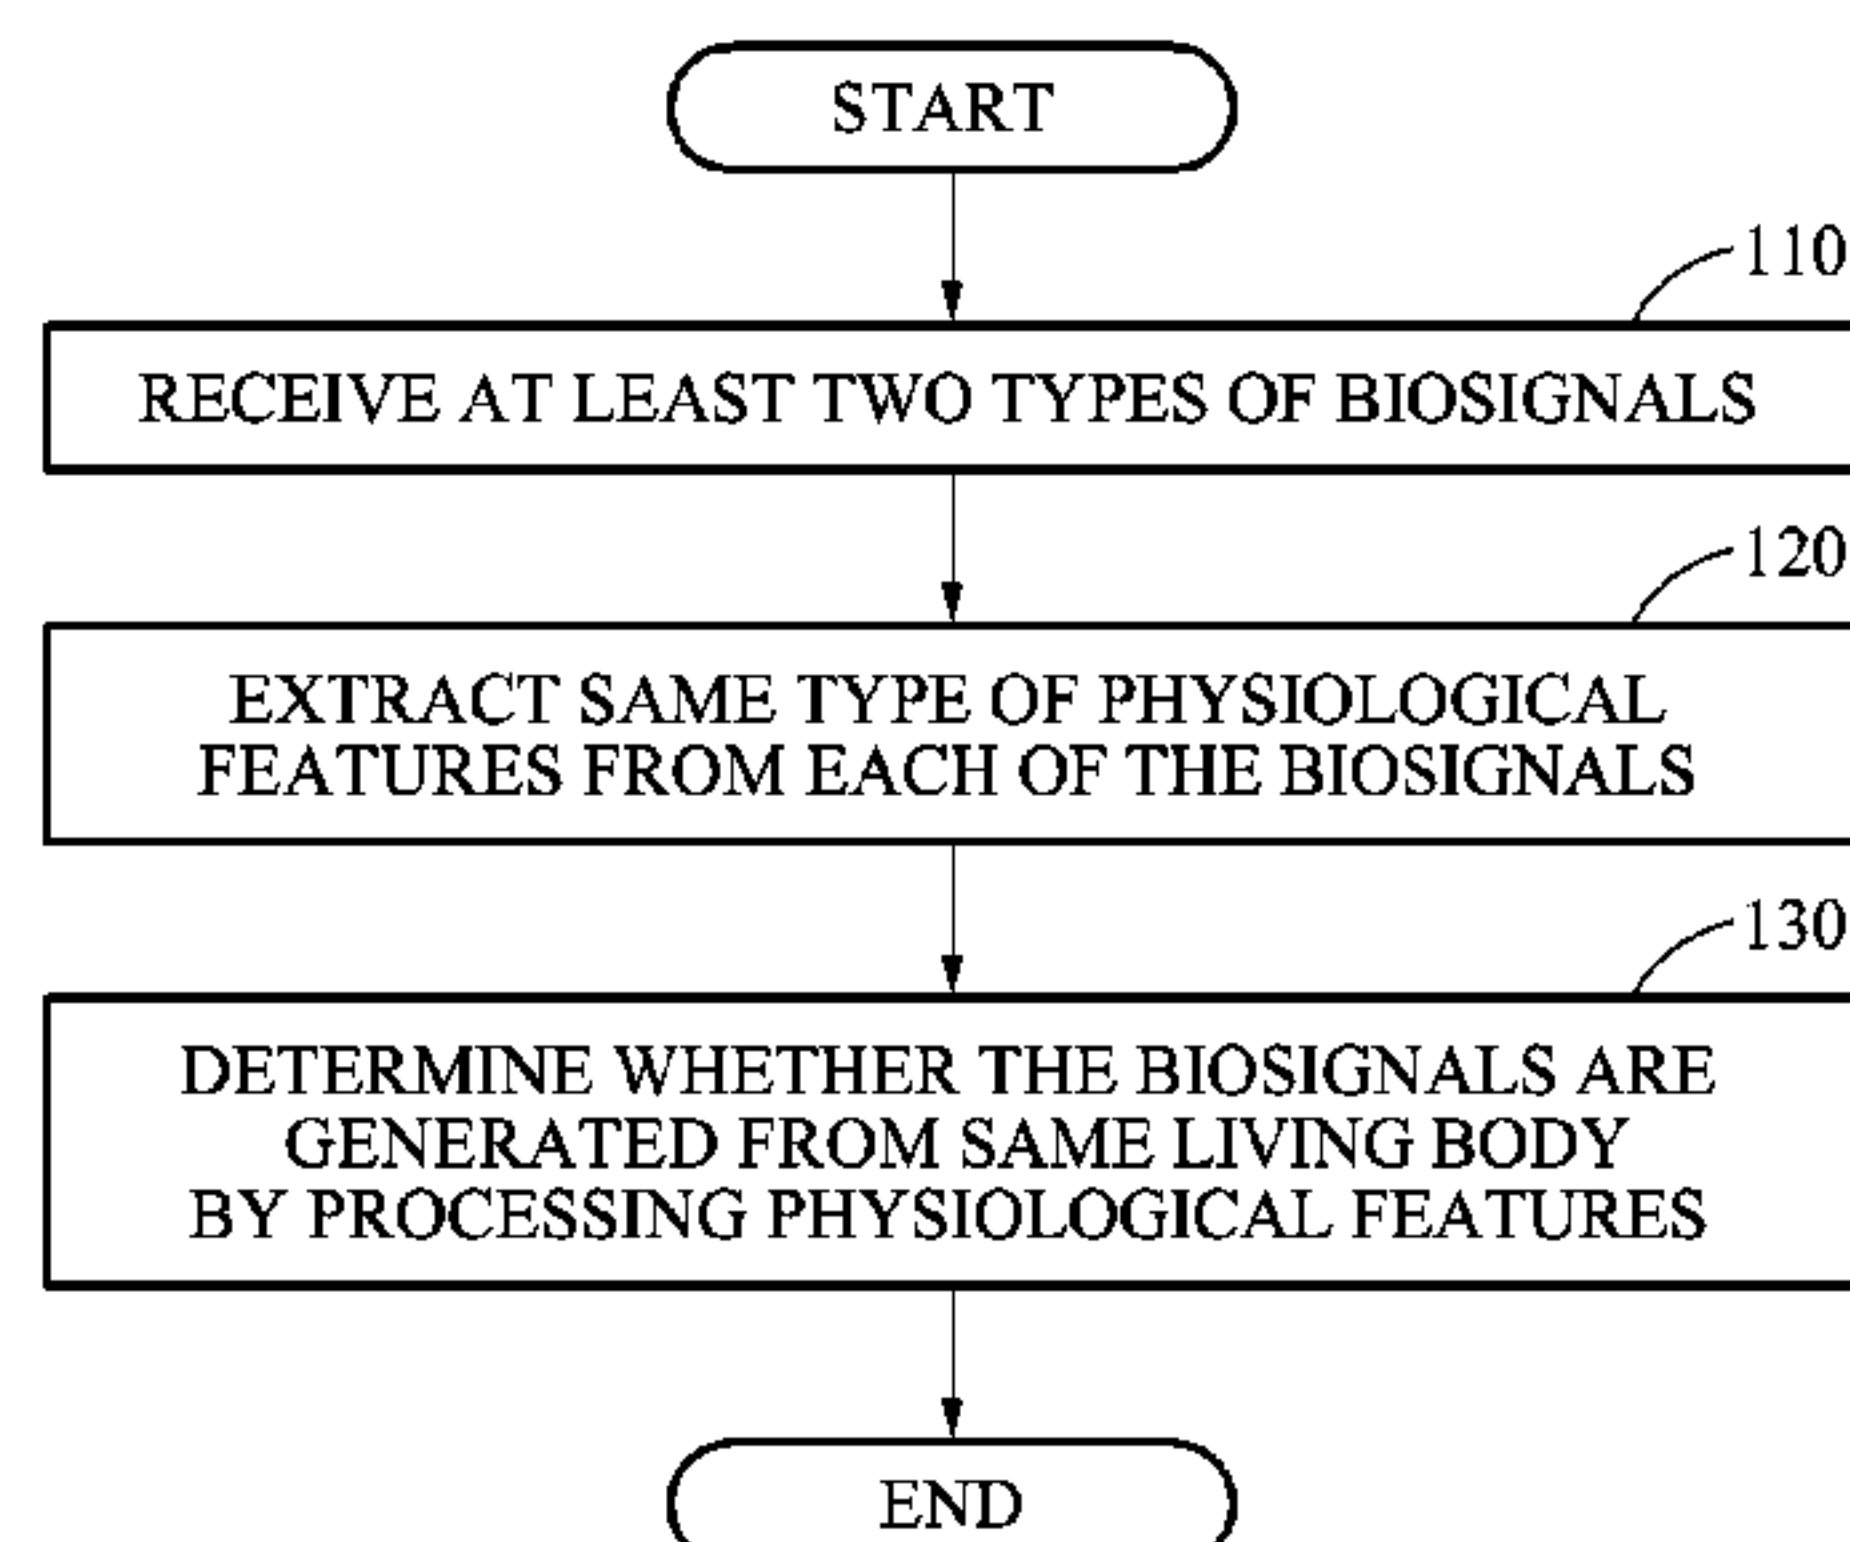 START
110
RECEIVE AT LEAST TWO TYPES OF BIOSIGNALS
120
EXTRACT SAME TYPE OF PHYSIOLOGICAL
FEATURES FROM EACH OF THE BIOSIGNALS
130
DETERMINE WHETHER THE BIOSIGNALS ARE
GENERATED FROM SAME LIVING BODY
BY PROCESSING PHYSIOLOGICAL FEATURES
END